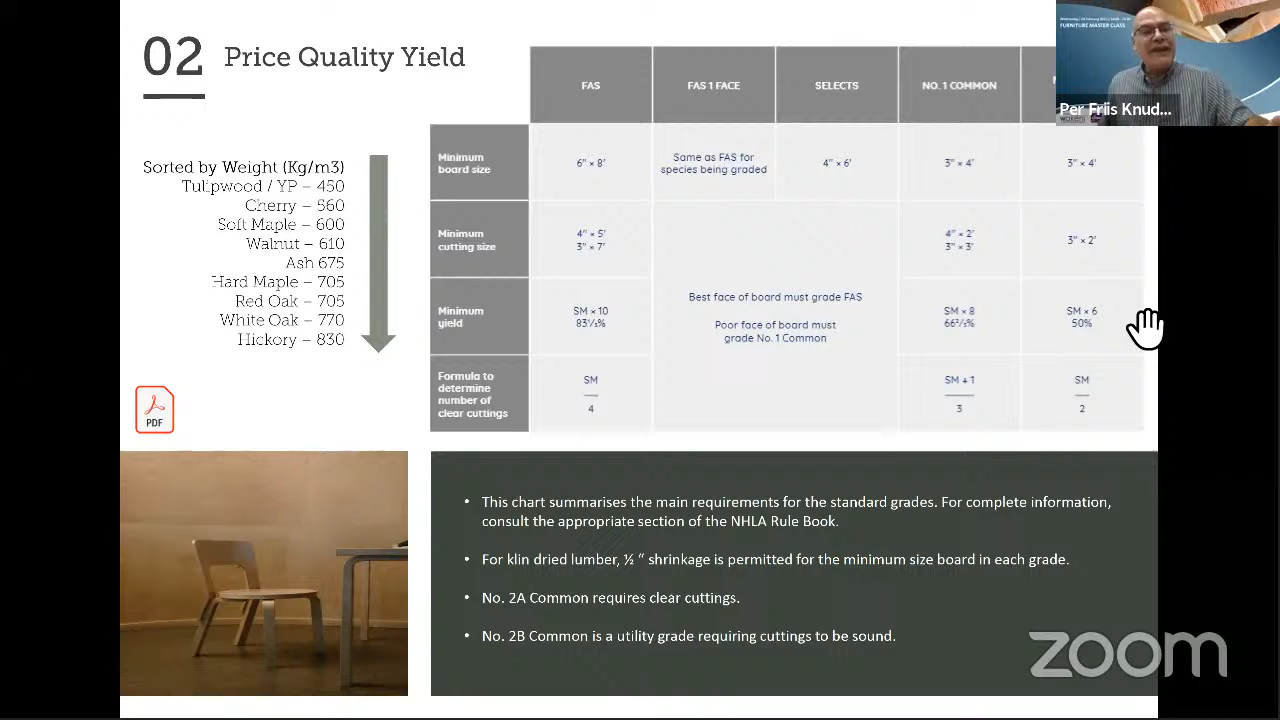 02 Price Quality Yield
Sorted by Weight (Kg/m3)
Tulipwood / YP – 450
Cherry – 560
Soft Maple – 600
Walnut – 610
Ash 675
Hard Maple – 705
Red Oak – 705
White Oak – 770
Hickory – 830
PDF
FAS
FAS 1 FACE
SELECTS
NO. 1 COMMON
Minimum
board size
6" × 8'
Same as FAS for
species being graded
4" × 6'
3" × 4'
3" × 4'
Minimum
cutting size
4" × 5'
3" × 7'
4" × 2'
3" × 3'
3" × 2'
Minimum
yield
SM × 10
83⅓%
Best face of board must grade FAS
Poor face of board must
grade No. 1 Common
SM × 8
66⅔%
SM × 6
50%
Formula to
determine
number of
clear cuttings
SM
4
SM + 1
3
SM
2
• This chart summarises the main requirements for the standard grades. For complete information,
consult the appropriate section of the NHLA Rule Book.
• For klin dried lumber, ½ “ shrinkage is permitted for the minimum size board in each grade.
• No. 2A Common requires clear cuttings.
• No. 2B Common is a utility grade requiring cuttings to be sound.
FURNITURE MASTER CLASS
Per Friis Knud...
zoom